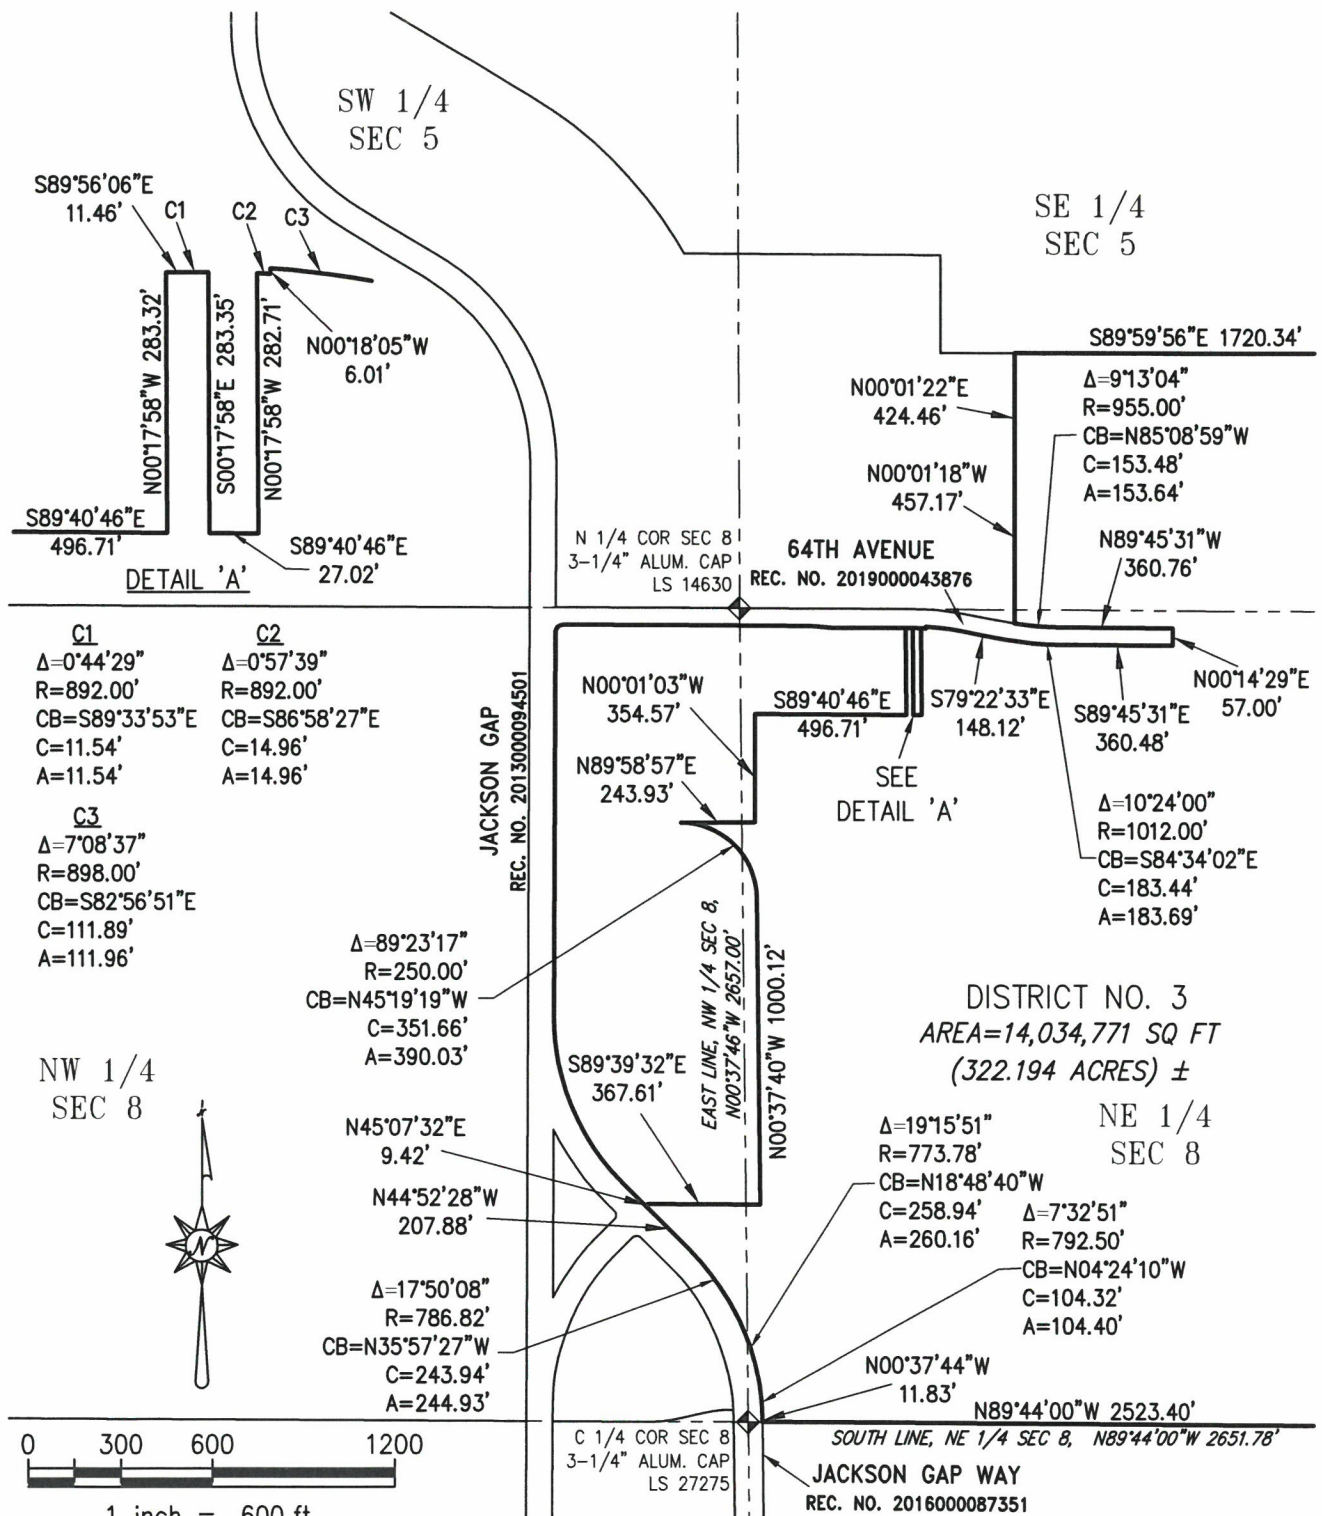 SW 1/4
SEC 5
SE 1/4
SEC 5
S89°56'06"E
11.46'
C1
C2
C3
N00°17'58"W 283.32'
S00°17'58"E 283.35'
N00°17'58"W 282.71'
N00°18'05"W
6.01'
S89°40'46"E
496.71'
S89°40'46"E
27.02'
DETAIL 'A'
S89°59'56"E 1720.34'
N00°01'22"E
424.46'
Δ=9°13'04"
R=955.00'
CB=N85°08'59"W
C=153.48'
A=153.64'
N00°01'18"W
457.17'
N 1/4 COR SEC 8
3-1/4" ALUM. CAP
LS 14630
64TH AVENUE
REC. NO. 2019000043876
N89°45'31"W
360.76'
C1
Δ=0°44'29"
R=892.00'
CB=S89°33'53"E
C=11.54'
A=11.54'
C2
Δ=0°57'39"
R=892.00'
CB=S86°58'27"E
C=14.96'
A=14.96'
C3
Δ=7°08'37"
R=898.00'
CB=S82°56'51"E
C=111.89'
A=111.96'
JACKSON GAP
REC. NO. 2013000094501
N00°01'03"W
354.57'
S89°40'46"E
496.71'
S79°22'33"E
148.12'
S89°45'31"E
360.48'
N00°14'29"E
57.00'
N89°58'57"E
243.93'
SEE
DETAIL 'A'
Δ=10°24'00"
R=1012.00'
CB=S84°34'02"E
C=183.44'
A=183.69'
Δ=89°23'17"
R=250.00'
CB=N45°19'19"W
C=351.66'
A=390.03'
EAST LINE, NW 1/4 SEC 8,
N00°37'46"W 2657.00'
N00°37'40"W 1000.12'
DISTRICT NO. 3
AREA=14,034,771 SQ FT
(322.194 ACRES) ±
NW 1/4
SEC 8
S89°39'32"E
367.61'
NE 1/4
SEC 8
N45°07'32"E
9.42'
Δ=19°15'51"
R=773.78'
CB=N18°48'40"W
C=258.94'
A=260.16'
N44°52'28"W
207.88'
Δ=7°32'51"
R=792.50'
CB=N04°24'10"W
C=104.32'
A=104.40'
N
Δ=17°50'08"
R=786.82'
CB=N35°57'27"W
C=243.94'
A=244.93'
N00°37'44"W
11.83'
N89°44'00"W 2523.40'
SOUTH LINE, NE 1/4 SEC 8, N89°44'00"W 2651.78'
C 1/4 COR SEC 8
3-1/4" ALUM. CAP
LS 27275
JACKSON GAP WAY
REC. NO. 2016000087351
0 300 600 1200
1 inch = 600 ft